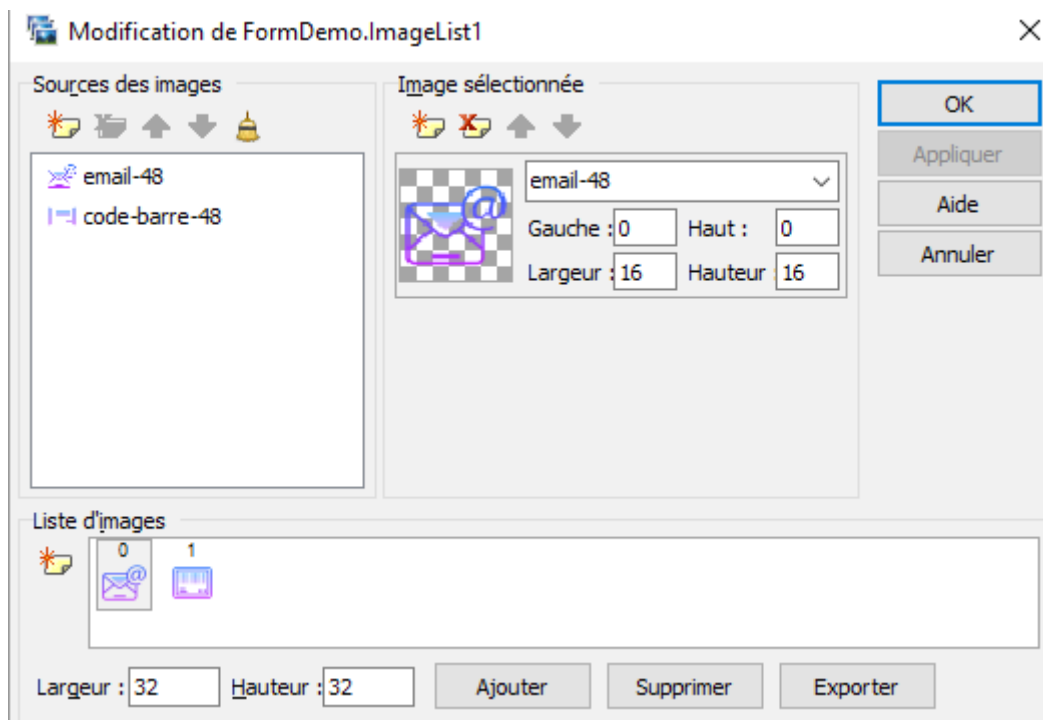 Modification de FormDemo.ImageList1
Sources des images
email-48
code-barre-48
Image sélectionnée
email-48
Gauche : 0 Haut : 0
Largeur : 16 Hauteur : 16
OK
Appliquer
Aide
Annuler
Liste d'images
0 1
Largeur : 32 Hauteur : 32 Ajouter Supprimer Exporter